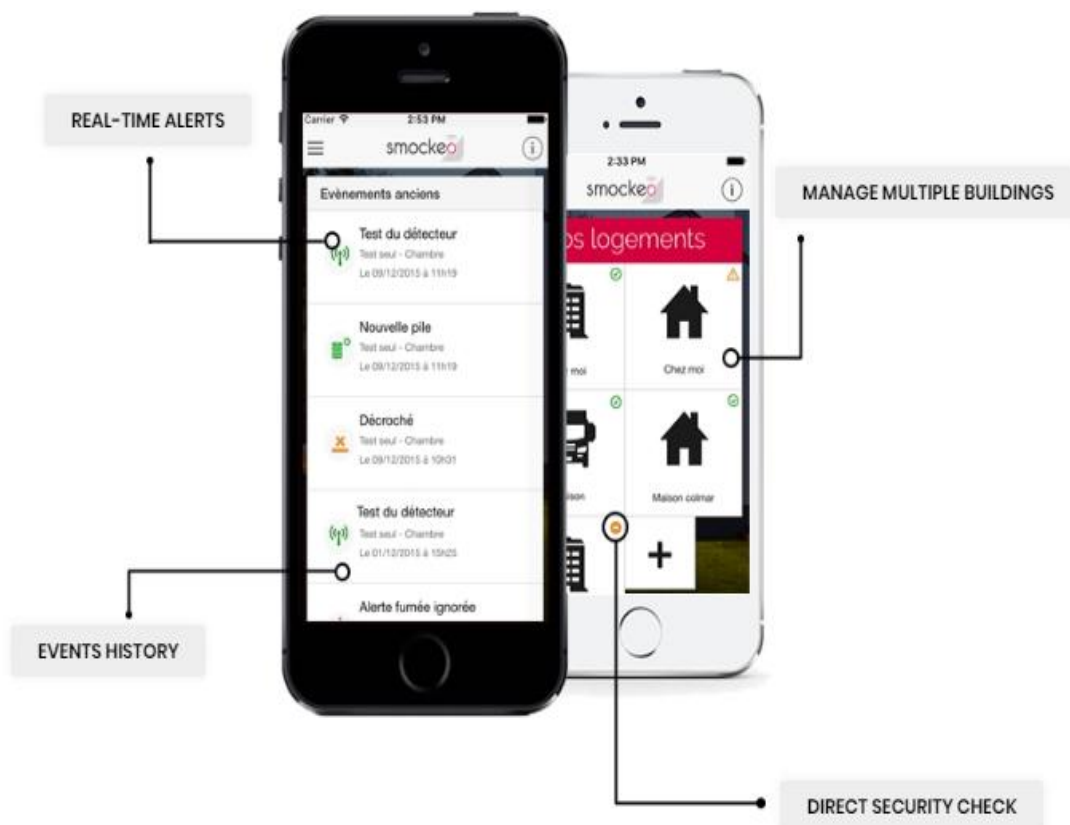 REAL-TIME ALERTS
Carrier 2:53 PM
smockeo
Evènements anciens
Test du détecteur
Test seul - Chambre
Le 09/12/2015 à 11h19
Nouvelle pile
Test seul - Chambre
Le 09/12/2015 à 11h19
Décroché
Test seul - Chambre
Le 09/12/2015 à 10h01
Test du détecteur
Test seul - Chambre
Le 01/12/2015 à 15h25
Alerte fumée ignorée
EVENTS HISTORY
2:33 PM
smockeo
os logements
moi
Chez moi
ison
Maison colmar
MANAGE MULTIPLE BUILDINGS
DIRECT SECURITY CHECK